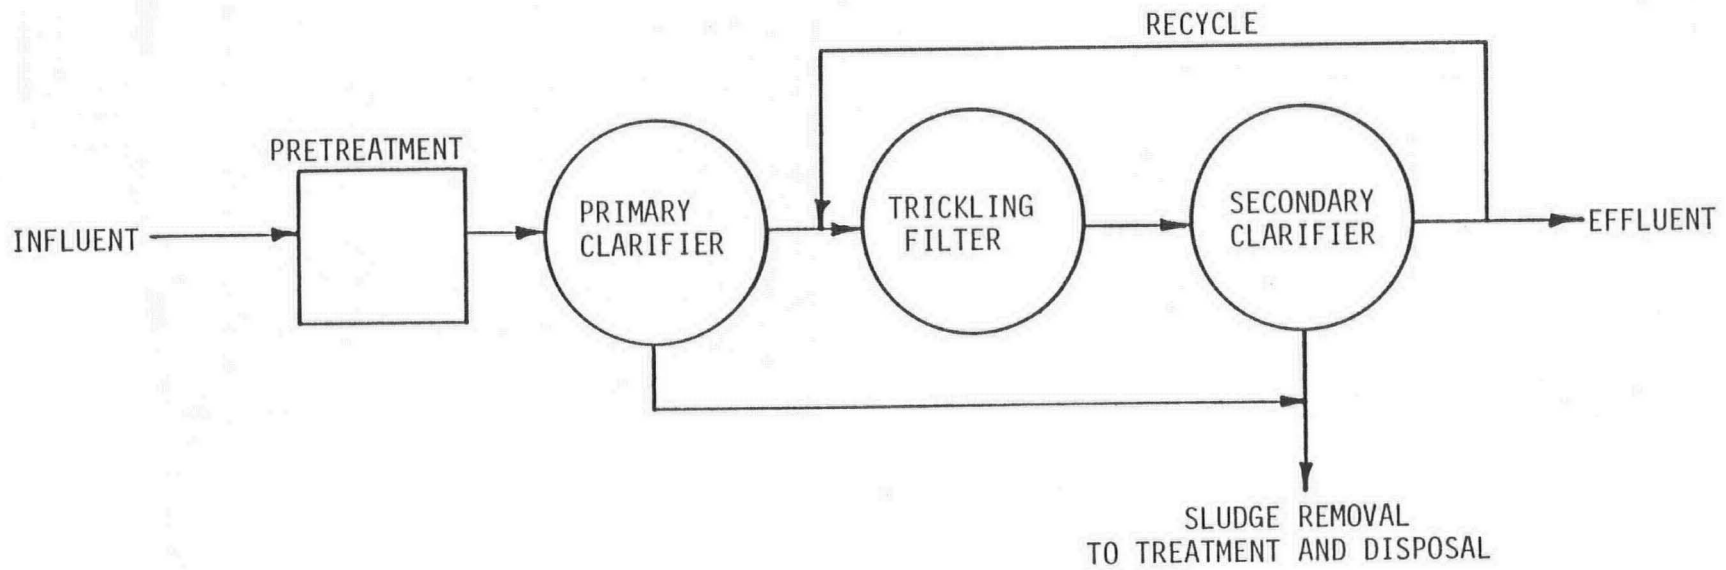 RECYCLE
PRETREATMENT
INFLUENT
PRIMARY
CLARIFIER
TRICKLING
FILTER
SECONDARY
CLARIFIER
EFFLUENT
SLUDGE REMOVAL
TO TREATMENT AND DISPOSAL